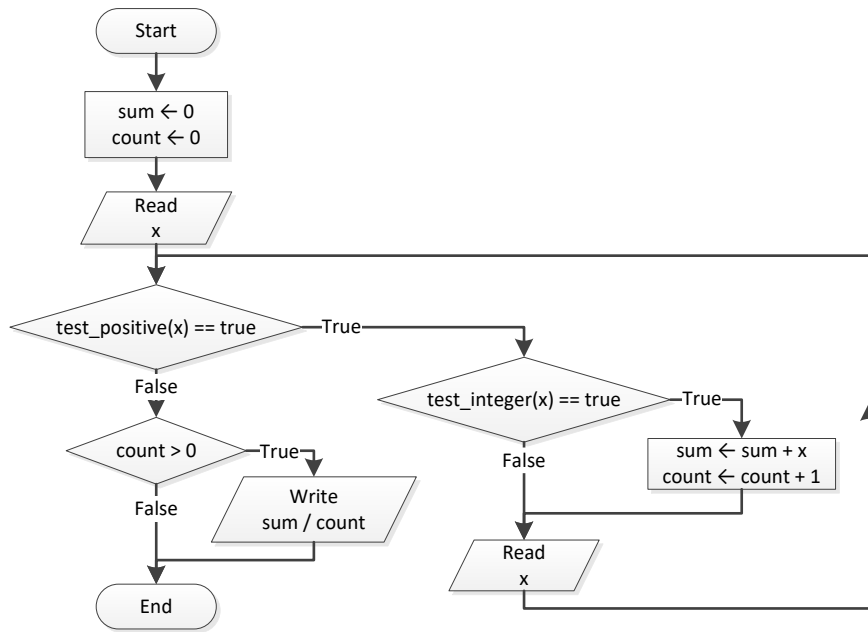 Start
sum ← 0
count ← 0
Read
x
test_positive(x) == true
True
False
test_integer(x) == true
True
False
count > 0
True
False
sum ← sum + x
count ← count + 1
Write
sum / count
Read
x
End